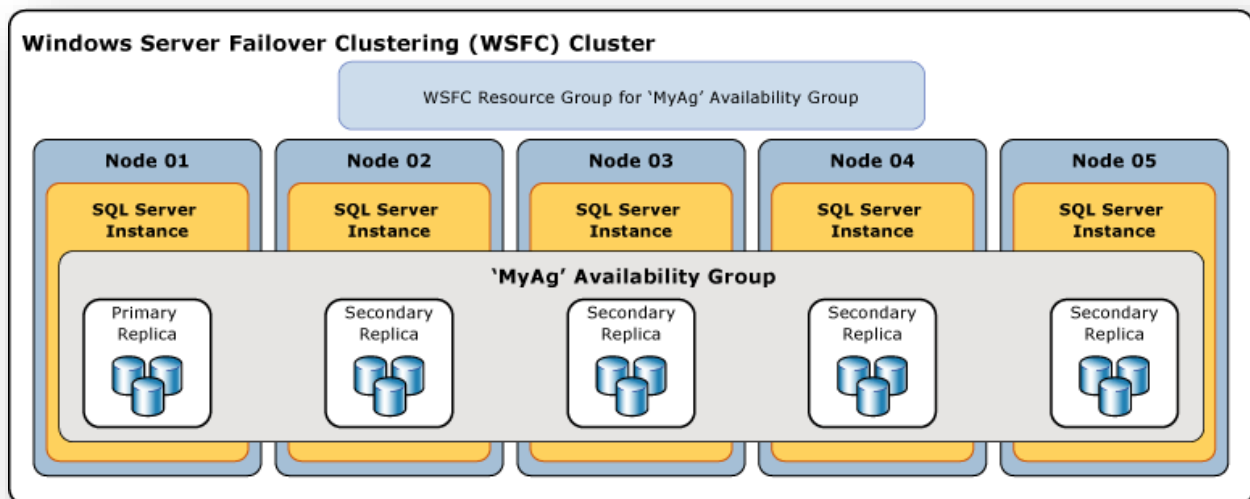 Windows Server Failover Clustering (WSFC) Cluster
WSFC Resource Group for ‘MyAg’ Availability Group
Node 01
Node 02
Node 03
Node 04
Node 05
SQL Server
Instance
SQL Server
Instance
SQL Server
Instance
SQL Server
Instance
SQL Server
Instance
‘MyAg’ Availability Group
Primary
Replica
Secondary
Replica
Secondary
Replica
Secondary
Replica
Secondary
Replica